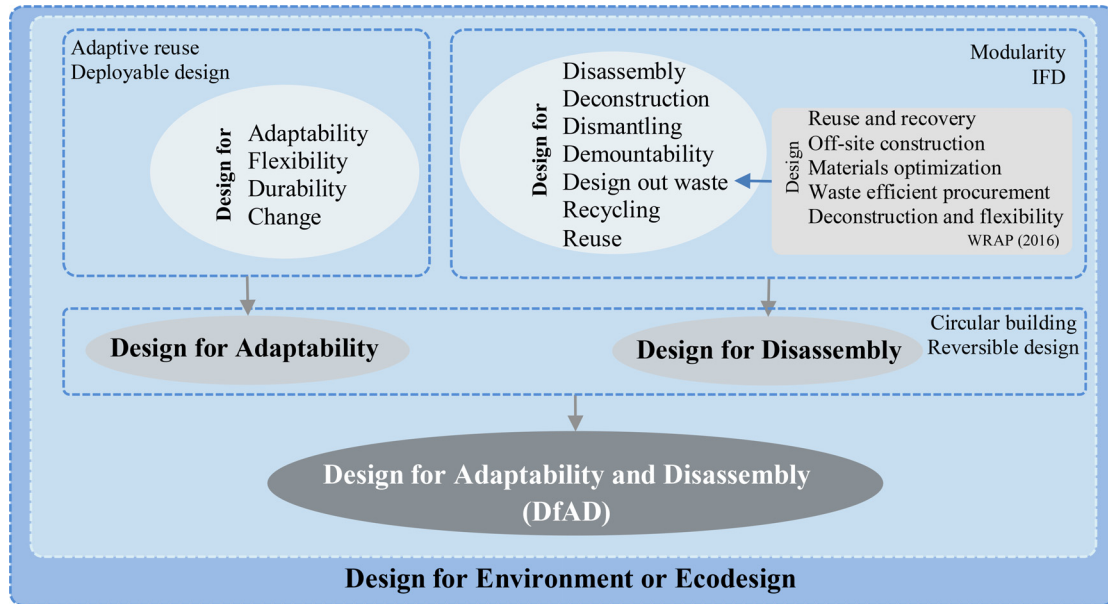 Adaptive reuse
Deployable design
Design for
Adaptability
Flexibility
Durability
Change
Design for
Disassembly
Deconstruction
Dismantling
Demountability
Design out waste
Recycling
Reuse
Modularity
IFD
Design
Reuse and recovery
Off-site construction
Materials optimization
Waste efficient procurement
Deconstruction and flexibility
WRAP (2016)
Circular building
Reversible design
Design for Adaptability
Design for Disassembly
Design for Adaptability and Disassembly
(DfAD)
Design for Environment or Ecodesign